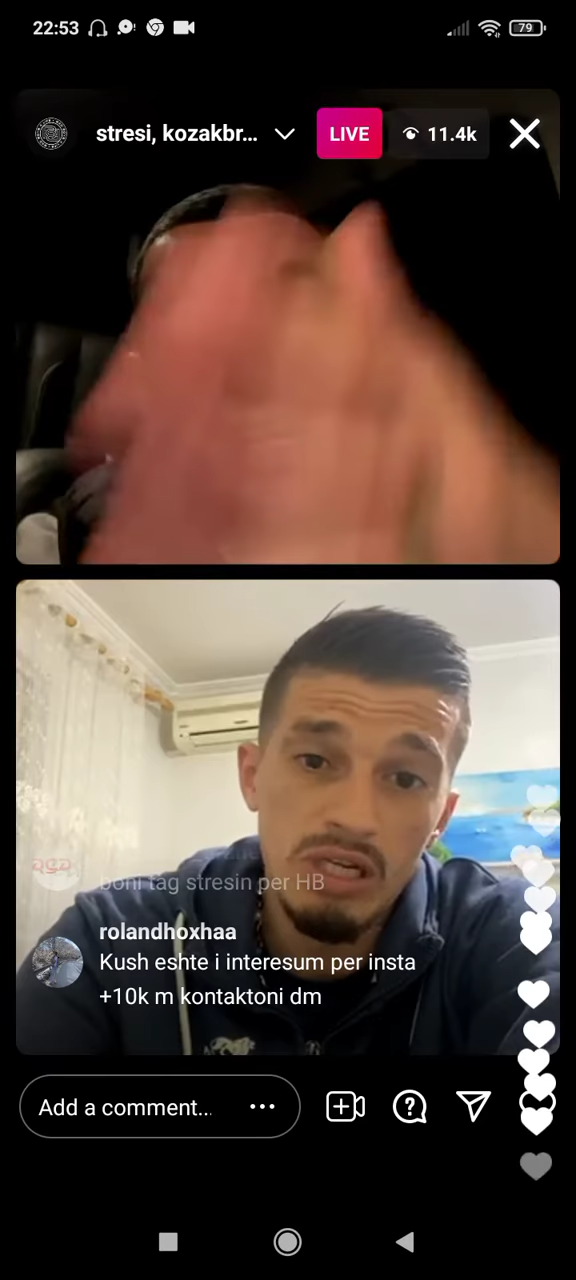 22:53
79
stresi, kozakbr...
LIVE
11.4k
boni tag stresin per HB
rolandhoxhaa
Kush eshte i interesum per insta
+10k m kontaktoni dm
Add a comment...